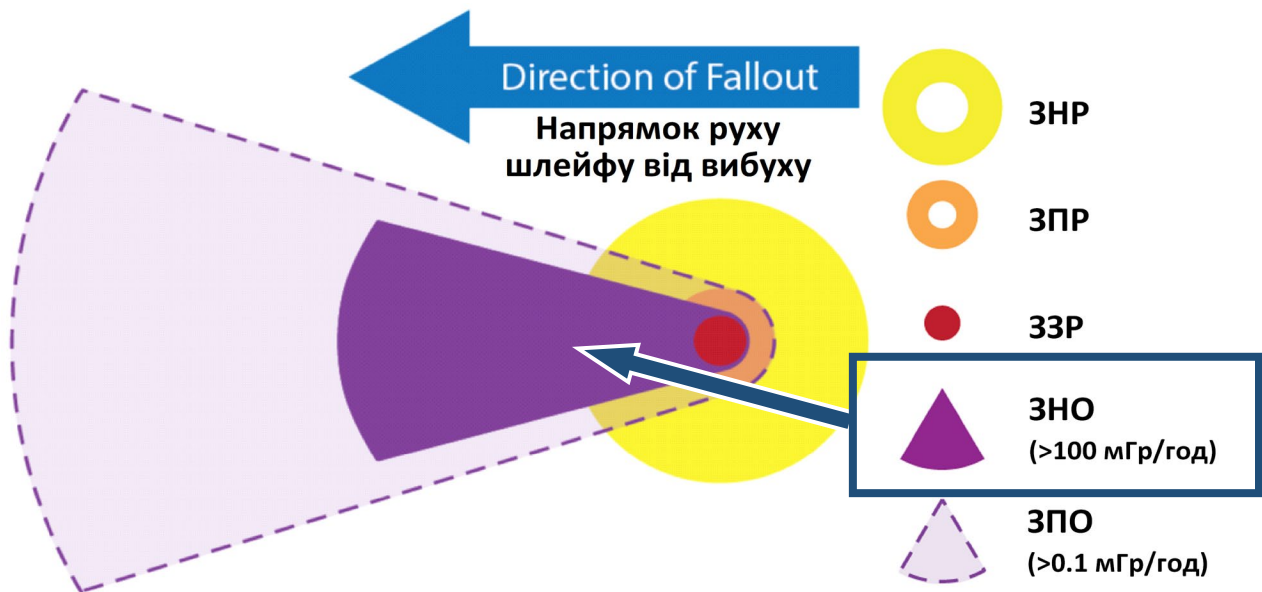 Direction of Fallout
Напрямок руху
шлейфу від вибуху
ЗНР
ЗПР
ЗЗР
ЗНО
(>100 мГр/год)
ЗПО
(>0.1 мГр/год)